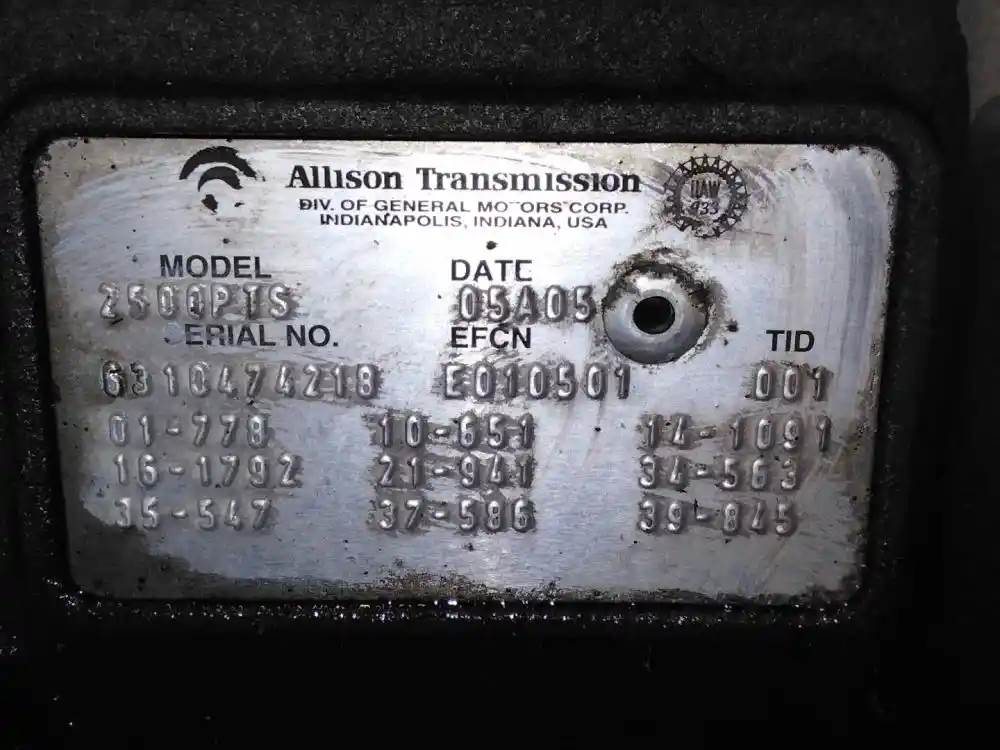 Allison Transmission
DIV. OF GENERAL MOTORS CORP.
INDIANAPOLIS, INDIANA, USA
UAW
933
MODEL DATE
2500PTS 05A05
SERIAL NO. EFCN TID
6310474218 E010501 001
01-778 10-651 14-1091
16-1792 21-941 34-563
35-547 37-586 39-845